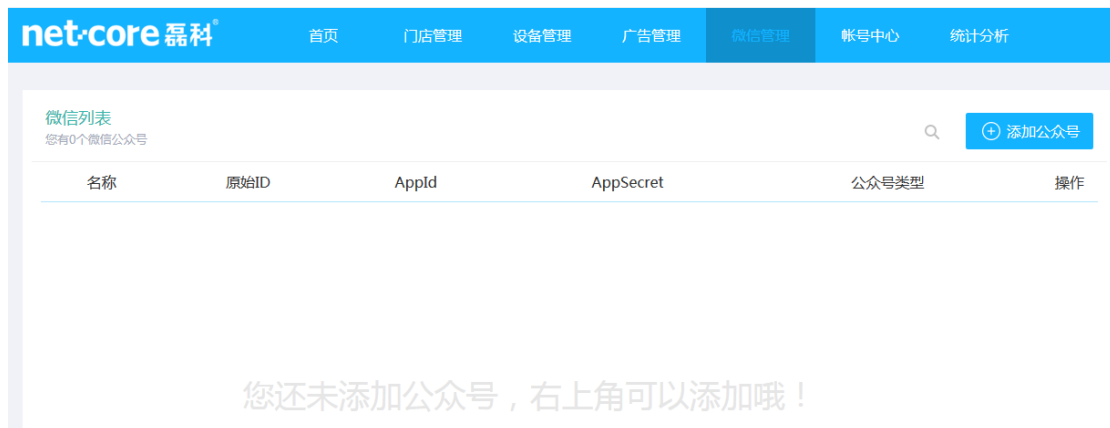 net·core 磊科® 首页 门店管理 设备管理 广告管理 微信管理 帐号中心 统计分析
微信列表
您有0个微信公众号
添加公众号
名称 原始ID AppId AppSecret 公众号类型 操作
您还未添加公众号，右上角可以添加哦！